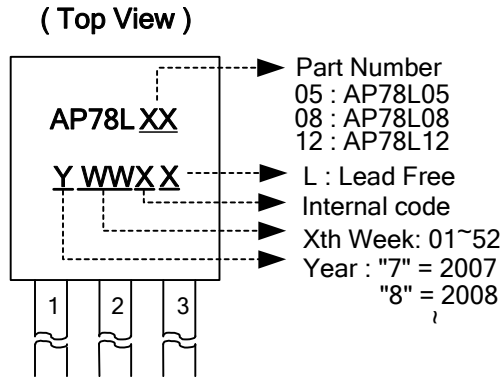 ( Top View )
AP78L XX
Y WWX X
Part Number
05 : AP78L05
08 : AP78L08
12 : AP78L12
L : Lead Free
Internal code
Xth Week: 01~52
Year : "7" = 2007
"8" = 2008
~
1 2 3